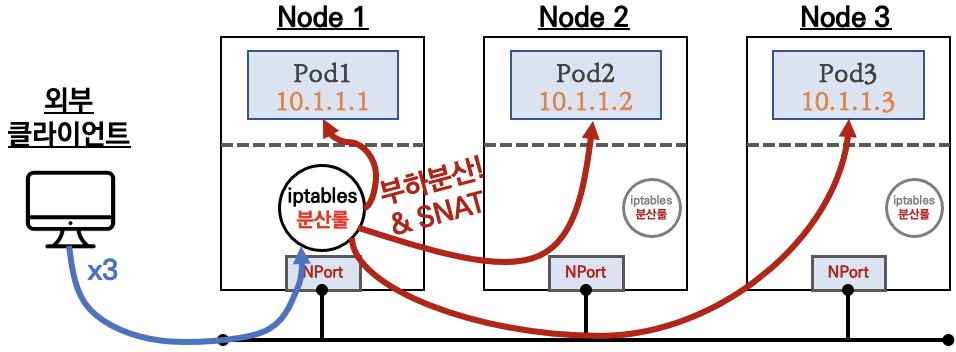 Node 1
Node 2
Node 3
Pod1
10.1.1.1
Pod2
10.1.1.2
Pod3
10.1.1.3
외부
클라이언트
x3
iptables
분산룰
부하분산!
& SNAT
iptables
분산룰
iptables
분산룰
NPort
NPort
NPort